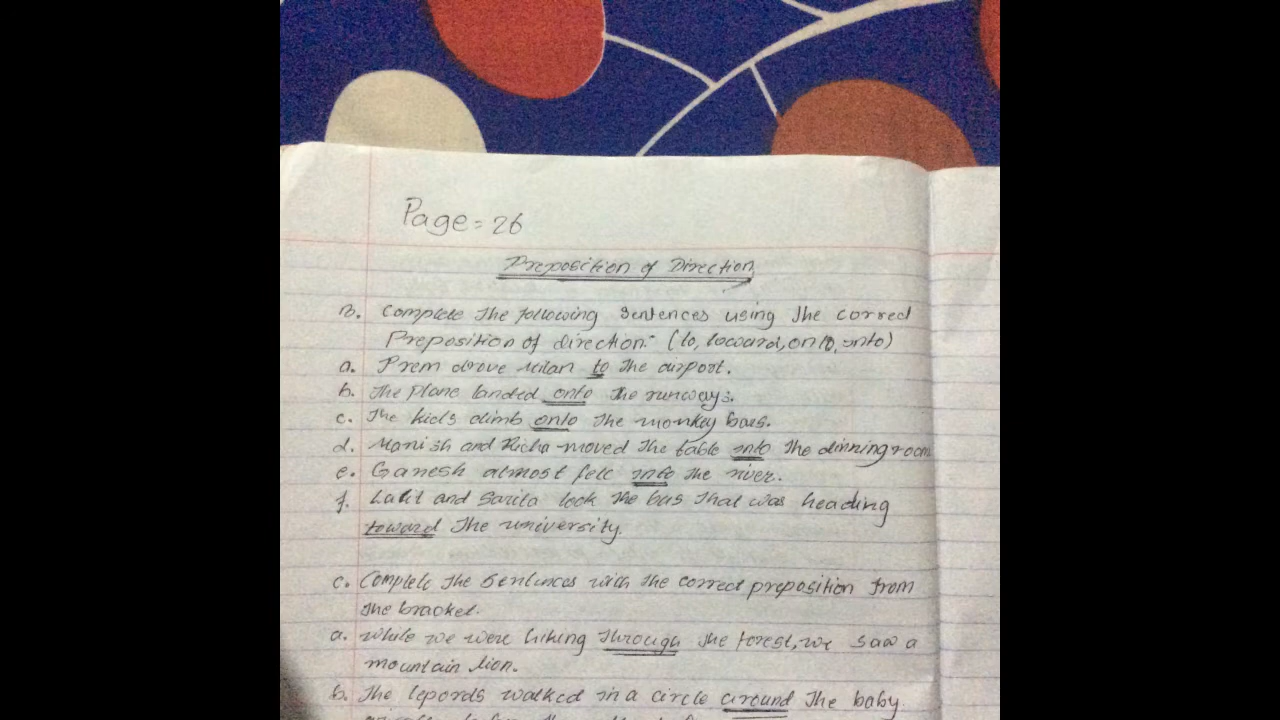 Page = 26
Preposition of Direction
B. Complete the following sentences using the correct
Preposition of direction:- (to, toward, onto, into)
a. Prem drove Milan to the airport.
b. The plane landed onto the runways.
c. The kids climb onto the monkey bars.
d. Manish and Richa moved the table into the dinning room
e. Ganesh almost fell into the river.
f. Lalit and Sarita took the bus that was heading
toward the university.
c. Complete the sentences with the correct preposition from
the bracket.
a. While we were hiking through the forest, we saw a
mountain lion.
b. The lepords walked in a circle around the baby